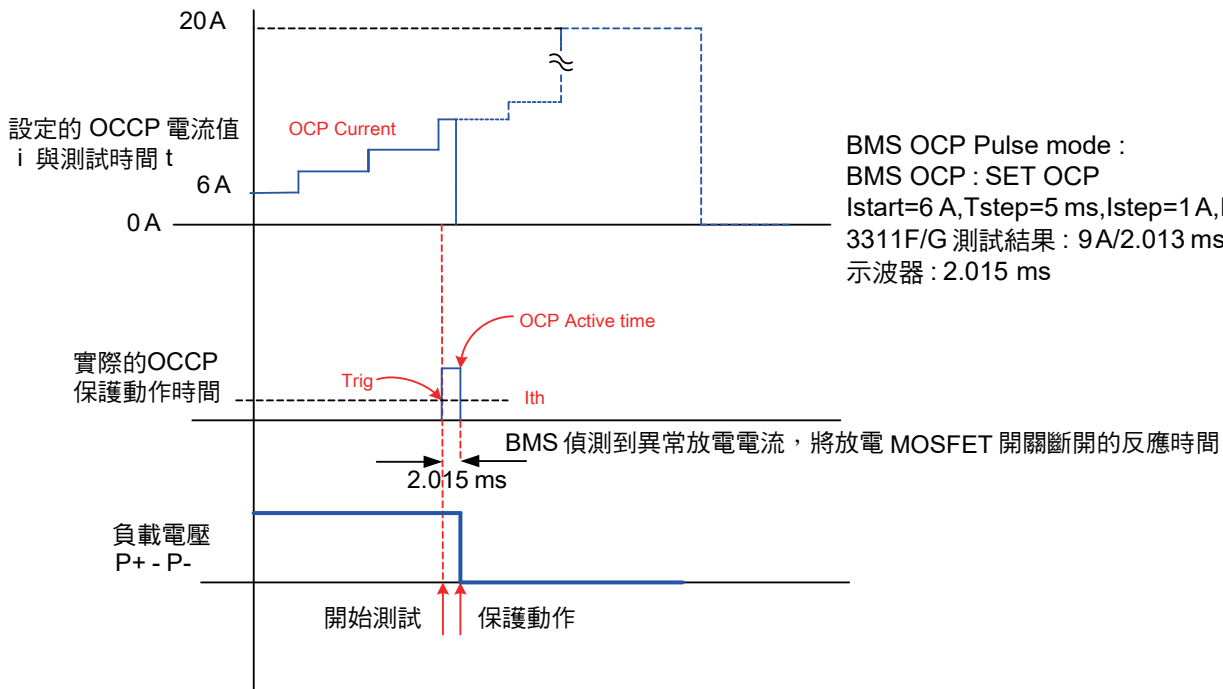 20 A
設定的 OCCP 電流值
i 與測試時間 t
OCP Current
6 A
0 A
BMS OCP Pulse mode :
BMS OCP : SET OCP
Istart=6 A,Tstep=5 ms,Istep=1 A,
3311F/G 測試結果 : 9A/2.013 ms
示波器 : 2.015 ms
OCP Active time
實際的OCCP
保護動作時間
Trig
Ith
BMS 偵測到異常放電電流，將放電 MOSFET 開關斷開的反應時間
2.015 ms
負載電壓
P+ - P-
開始測試
保護動作